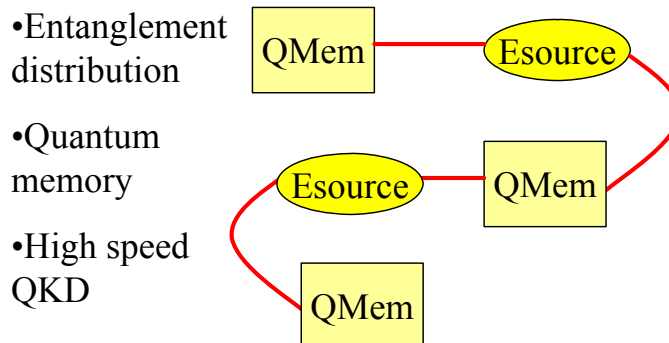 •Entanglement
distribution
QMem
Esource
•Quantum
memory
Esource
QMem
•High speed
QKD
QMem